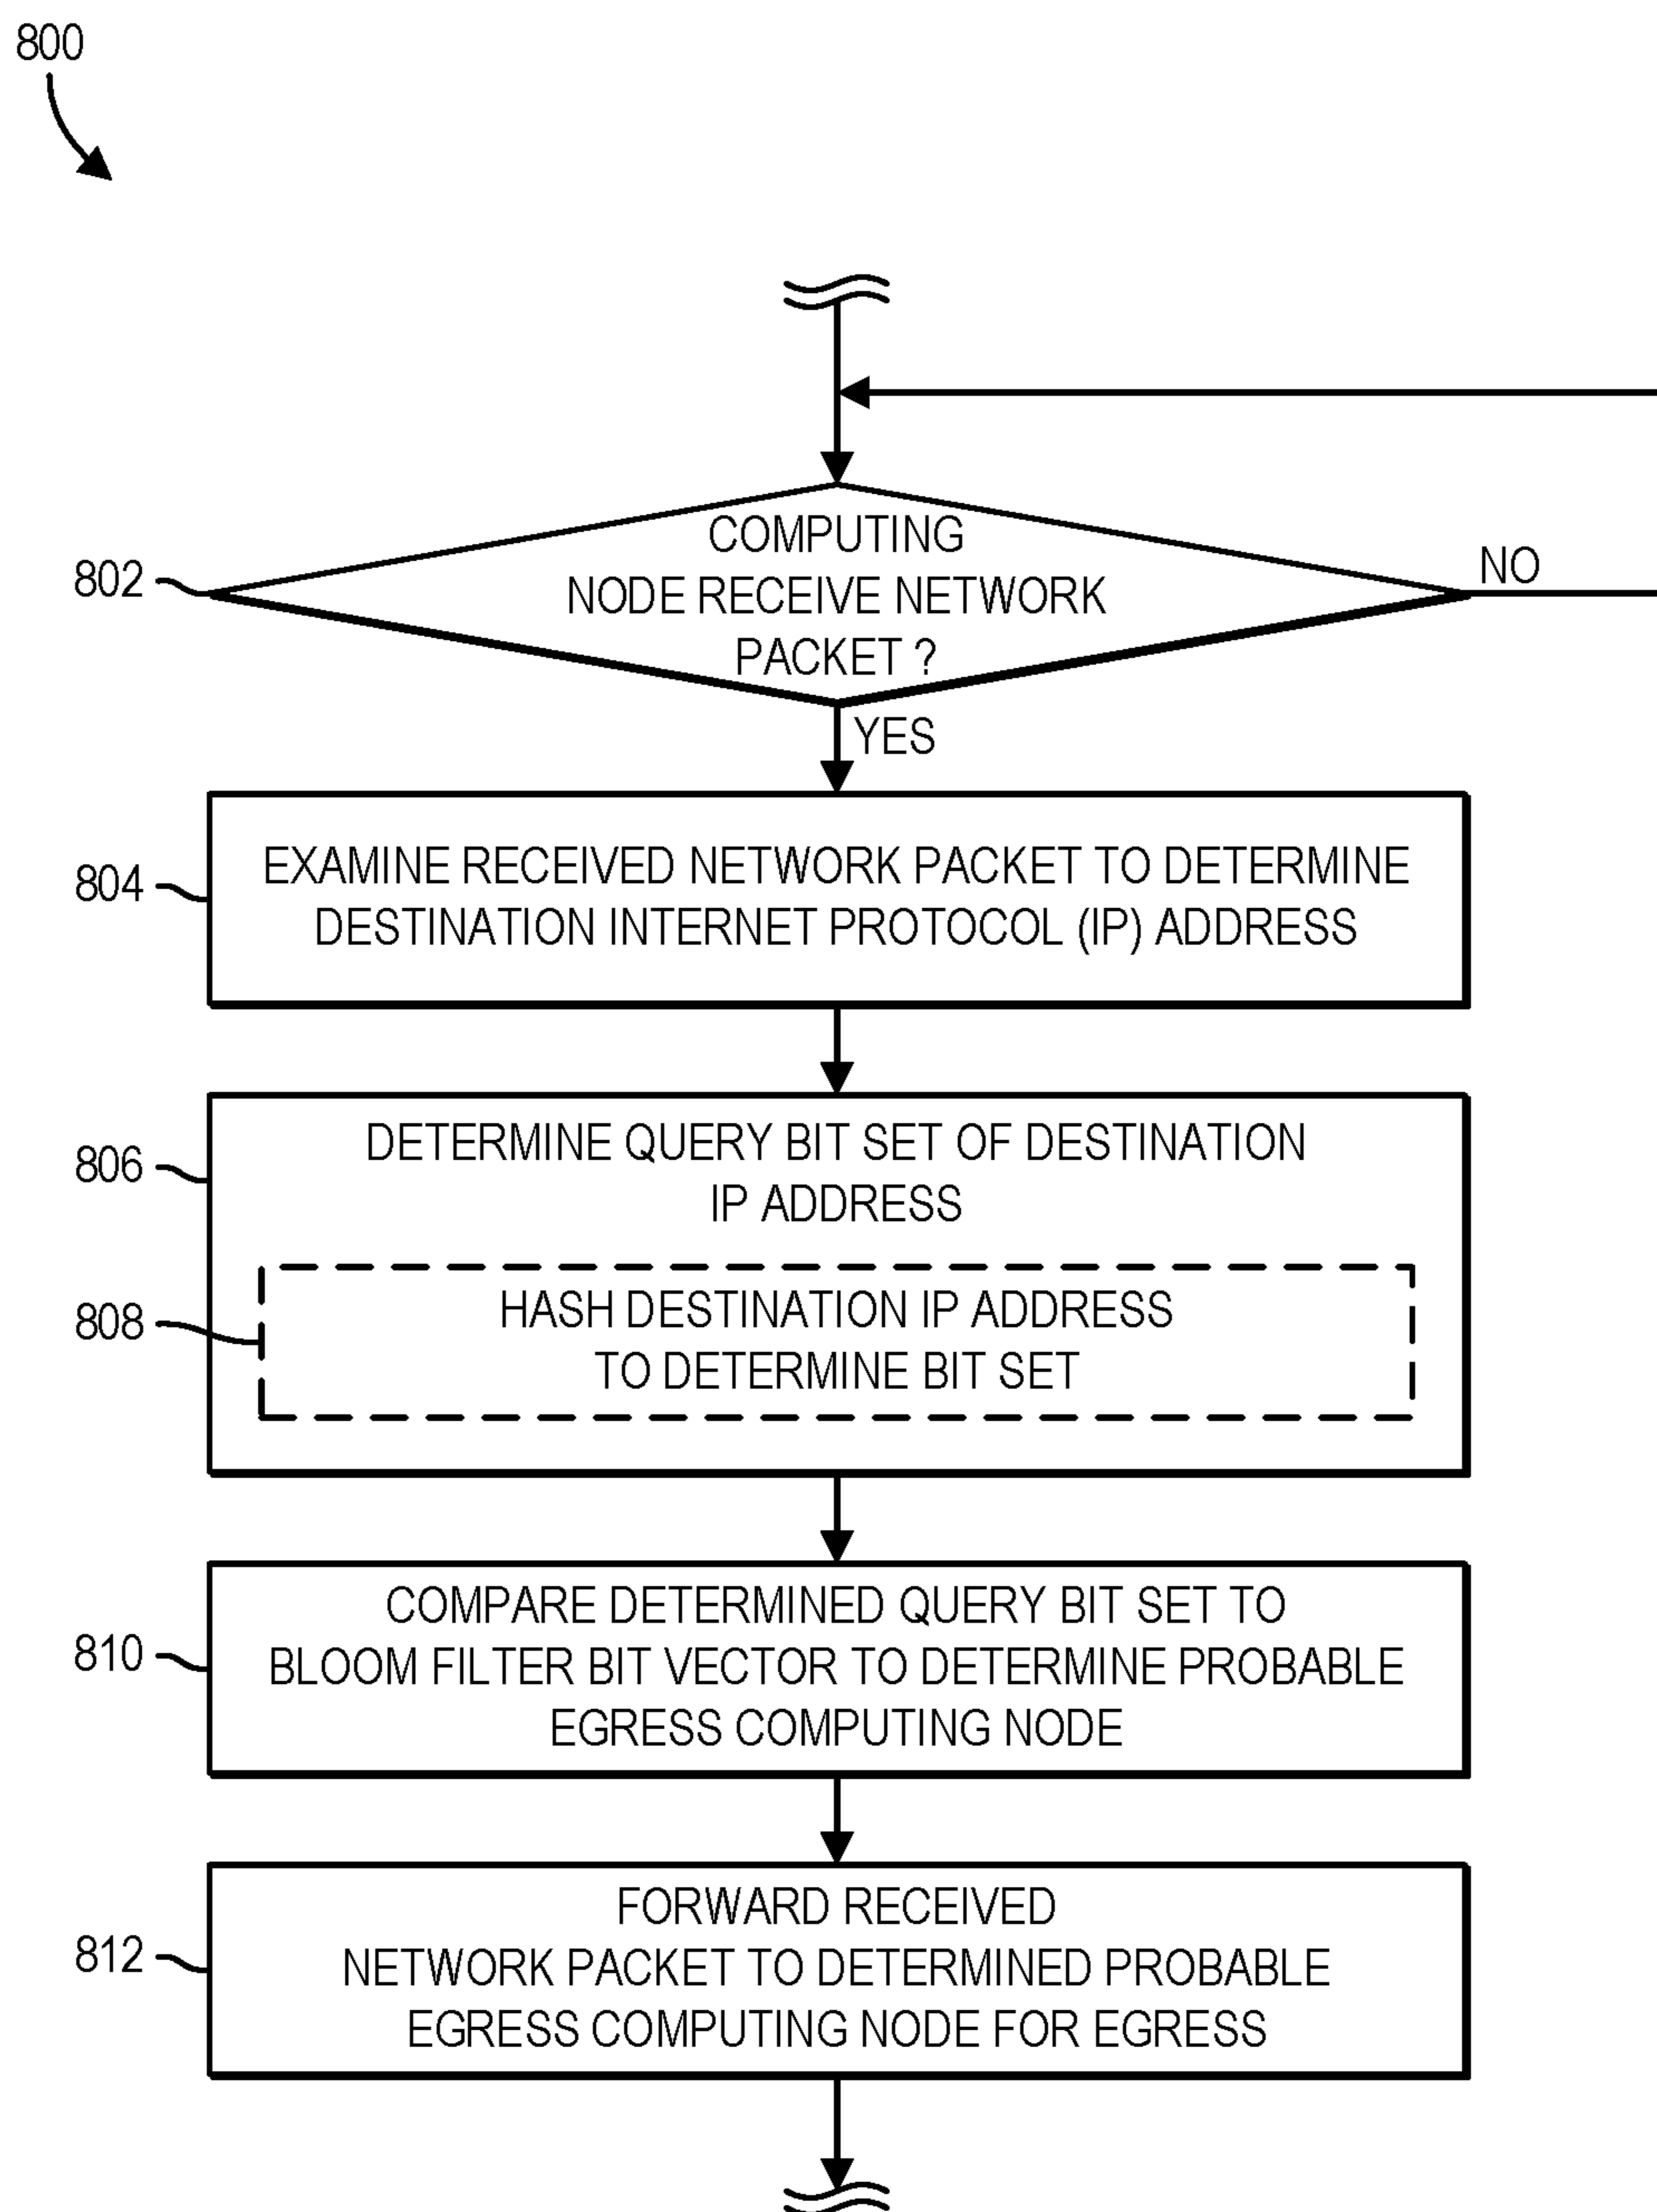 800
802
COMPUTING
NODE RECEIVE NETWORK
PACKET ?
NO
YES
804
EXAMINE RECEIVED NETWORK PACKET TO DETERMINE
DESTINATION INTERNET PROTOCOL (IP) ADDRESS
806
DETERMINE QUERY BIT SET OF DESTINATION
IP ADDRESS
808
HASH DESTINATION IP ADDRESS
TO DETERMINE BIT SET
810
COMPARE DETERMINED QUERY BIT SET TO
BLOOM FILTER BIT VECTOR TO DETERMINE PROBABLE
EGRESS COMPUTING NODE
812
FORWARD RECEIVED
NETWORK PACKET TO DETERMINED PROBABLE
EGRESS COMPUTING NODE FOR EGRESS